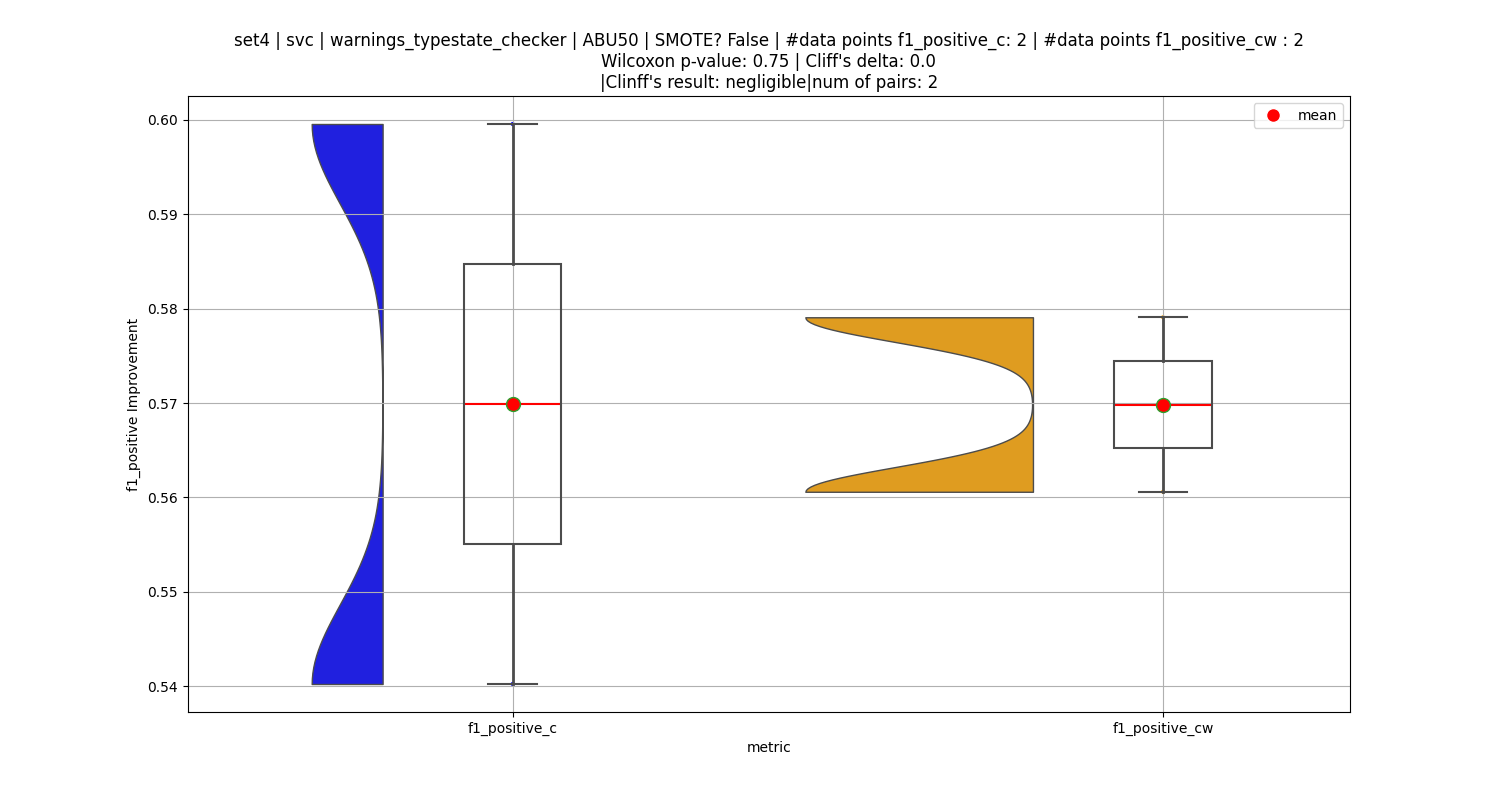 set4 | svc | warnings_typestate_checker | ABU50 | SMOTE? False | #data points f1_positive_c: 2 | #data points f1_positive_cw : 2
Wilcoxon p-value: 0.75 | Cliff's delta: 0.0
|Clinff's result: negligible|num of pairs: 2
mean
0.60
0.59
0.58
0.57
0.56
0.55
0.54
f1_positive Improvement
f1_positive_c
f1_positive_cw
metric